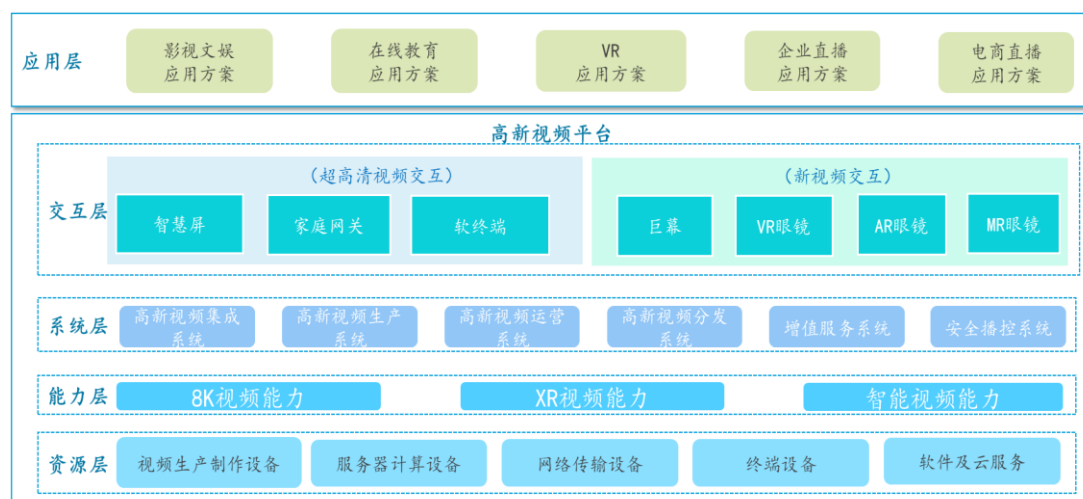 应用层
影视文娱
应用方案
在线教育
应用方案
VR
应用方案
企业直播
应用方案
电商直播
应用方案
高新视频平台
交互层
(超高清视频交互)
智慧屏
家庭网关
软终端
(新视频交互)
巨幕
VR眼镜
AR眼镜
MR眼镜
系统层
高新视频集成
系统
高新视频生产
系统
高新视频运营
系统
高新视频分发
系统
增值服务系统
安全播控系统
能力层
8K视频能力
XR视频能力
智能视频能力
资源层
视频生产制作设备
服务器计算设备
网络传输设备
终端设备
软件及云服务